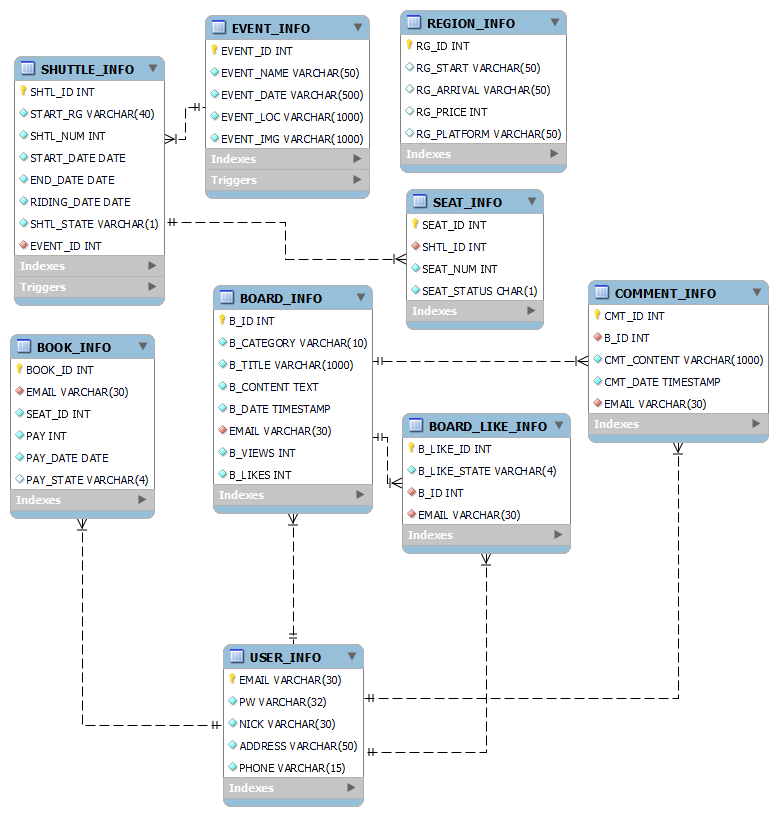 EVENT_INFO
EVENT_ID INT
EVENT_NAME VARCHAR(50)
EVENT_DATE VARCHAR(500)
EVENT_LOC VARCHAR(1000)
EVENT_IMG VARCHAR(1000)
Indexes
Triggers
REGION_INFO
RG_ID INT
RG_START VARCHAR(50)
RG_ARRIVAL VARCHAR(50)
RG_PRICE INT
RG_PLATFORM VARCHAR(50)
Indexes
SHUTTLE_INFO
SHTL_ID INT
START_RG VARCHAR(40)
SHTL_NUM INT
START_DATE DATE
END_DATE DATE
RIDING_DATE DATE
SHTL_STATE VARCHAR(1)
EVENT_ID INT
Indexes
Triggers
SEAT_INFO
SEAT_ID INT
SHTL_ID INT
SEAT_NUM INT
SEAT_STATUS CHAR(1)
Indexes
BOARD_INFO
B_ID INT
B_CATEGORY VARCHAR(10)
B_TITLE VARCHAR(1000)
B_CONTENT TEXT
B_DATE TIMESTAMP
EMAIL VARCHAR(30)
B_VIEWS INT
B_LIKES INT
Indexes
COMMENT_INFO
CMT_ID INT
B_ID INT
CMT_CONTENT VARCHAR(1000)
CMT_DATE TIMESTAMP
EMAIL VARCHAR(30)
Indexes
BOOK_INFO
BOOK_ID INT
EMAIL VARCHAR(30)
SEAT_ID INT
PAY INT
PAY_DATE DATE
PAY_STATE VARCHAR(4)
Indexes
BOARD_LIKE_INFO
B_LIKE_ID INT
B_LIKE_STATE VARCHAR(4)
B_ID INT
EMAIL VARCHAR(30)
Indexes
USER_INFO
EMAIL VARCHAR(30)
PW VARCHAR(32)
NICK VARCHAR(30)
ADDRESS VARCHAR(50)
PHONE VARCHAR(15)
Indexes